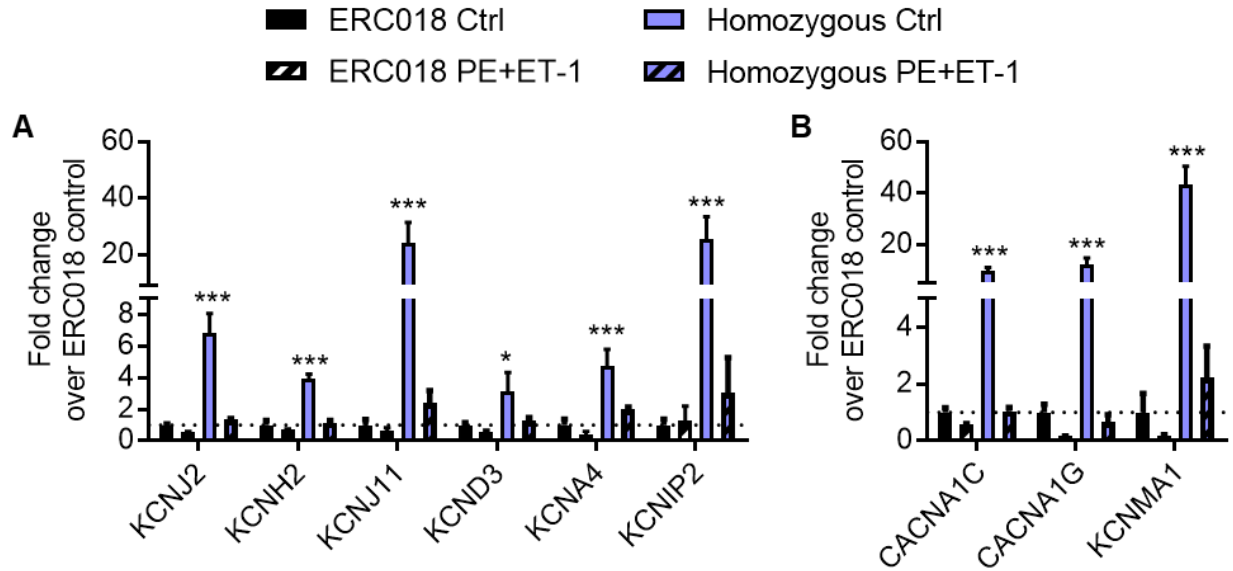 ERC018 Ctrl
Homozygous Ctrl
ERC018 PE+ET-1
Homozygous PE+ET-1
A
Fold change
over ERC018 control
60
40
20
8
6
4
2
0
***
***
***
*
***
***
KCNJ2
KCNH2
KCNJ11
KCND3
KCNA4
KCNIP2
B
Fold change
over ERC018 control
60
40
20
4
2
0
***
***
***
CACNA1C
CACNA1G
KCNMA1